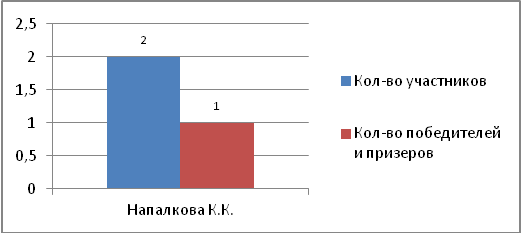 2,5
2
1,5
1
0,5
0
2
1
Напалкова К.К.
Кол-во участников
Кол-во победителей
и призеров